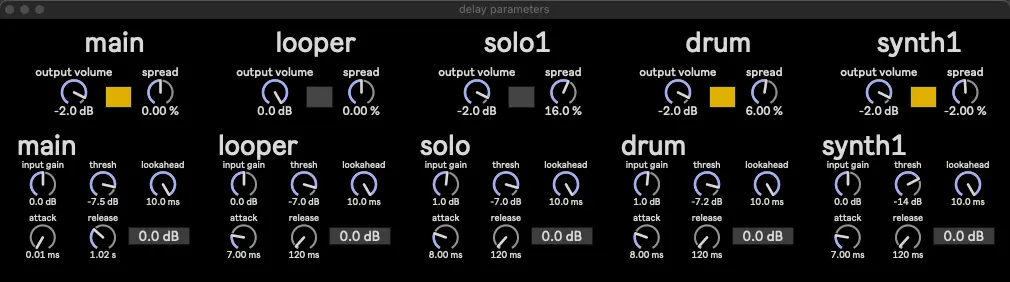 delay parameters
main looper solo1 drum synth1
output volume spread output volume spread output volume spread output volume spread output volume spread
-2.0 dB 0.00 % 0.0 dB 0.00 % -2.0 dB 16.0 % -2.0 dB 6.00 % -2.0 dB -2.00 %
main looper solo drum synth1
input gain thresh lookahead input gain thresh lookahead input gain thresh lookahead input gain thresh lookahead input gain thresh lookahead
0.0 dB -7.5 dB 10.0 ms 0.0 dB -7.0 dB 10.0 ms 1.0 dB -7.0 dB 10.0 ms 1.0 dB -7.2 dB 10.0 ms 0.0 dB -14 dB 10.0 ms
attack release attack release attack release attack release attack release
0.0 dB 0.0 dB 0.0 dB 0.0 dB 0.0 dB
0.01 ms 1.02 s 7.00 ms 120 ms 8.00 ms 120 ms 8.00 ms 120 ms 7.00 ms 120 ms